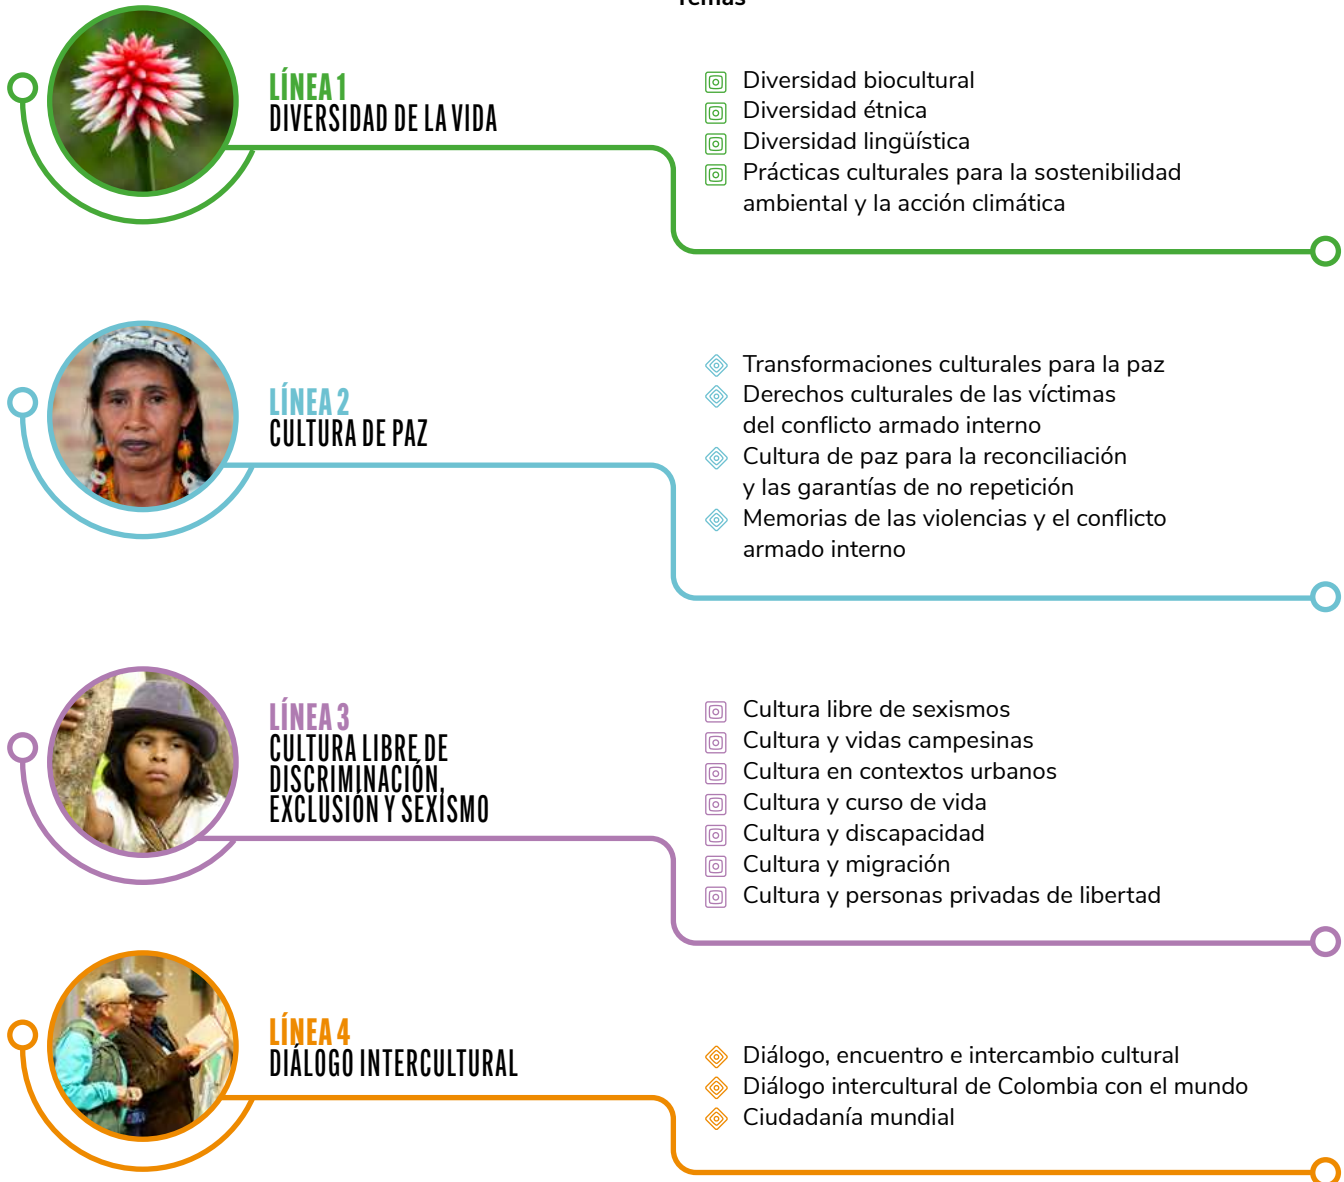 Temas
LÍNEA 1
DIVERSIDAD DE LA VIDA
Diversidad biocultural
Diversidad étnica
Diversidad lingüística
Prácticas culturales para la sostenibilidad
ambiental y la acción climática
LÍNEA 2
CULTURA DE PAZ
Transformaciones culturales para la paz
Derechos culturales de las víctimas
del conflicto armado interno
Cultura de paz para la reconciliación
y las garantías de no repetición
Memorias de las violencias y el conflicto
armado interno
LÍNEA 3
CULTURA LIBRE DE
DISCRIMINACIÓN,
EXCLUSIÓN Y SEXISMO
Cultura libre de sexismos
Cultura y vidas campesinas
Cultura en contextos urbanos
Cultura y curso de vida
Cultura y discapacidad
Cultura y migración
Cultura y personas privadas de libertad
LÍNEA 4
DIÁLOGO INTERCULTURAL
Diálogo, encuentro e intercambio cultural
Diálogo intercultural de Colombia con el mundo
Ciudadanía mundial